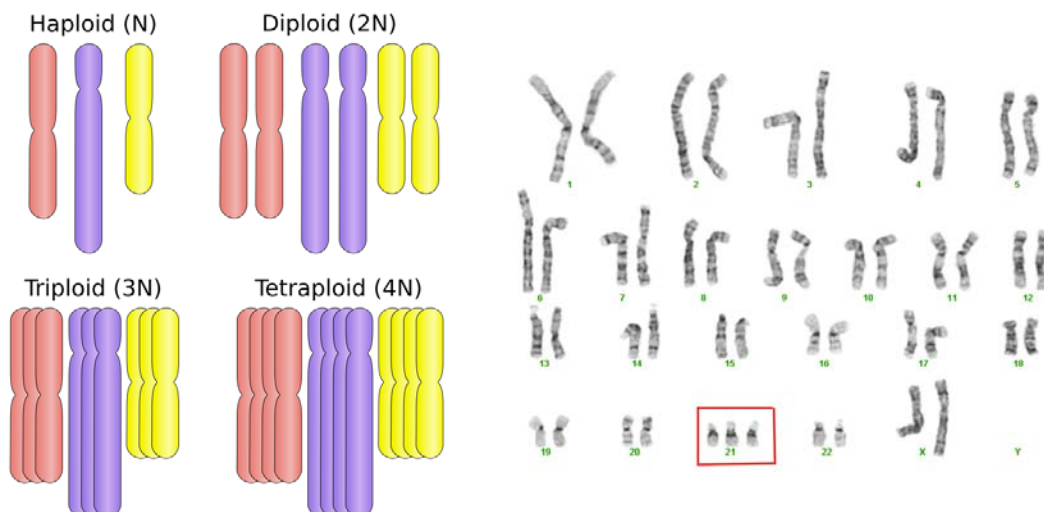 Haploid (N)
Diploid (2N)
Triploid (3N)
Tetraploid (4N)
1 2 3 4 5
6 7 8 9 10 11 12
13 14 15 16 17 18
19 20 21 22 X Y